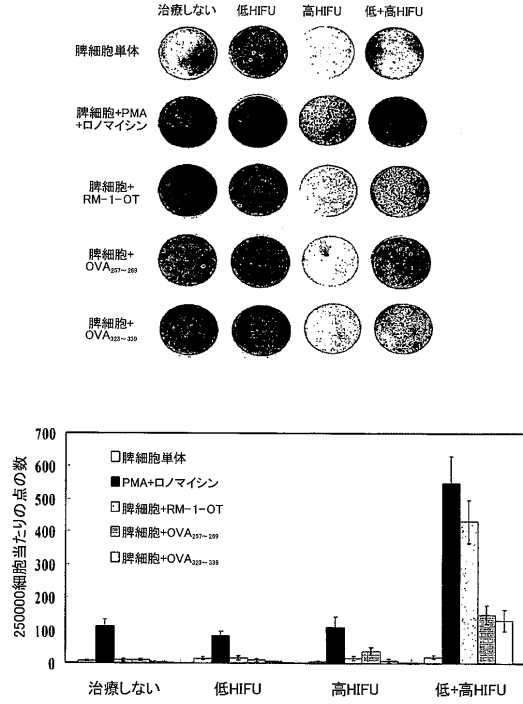 治療しない 低HIFU 高HIFU 低+高HIFU
脾細胞単体
脾細胞+PMA
+ロノマイシン
脾細胞+
RM-1-OT
脾細胞+
OVA257~269
脾細胞+
OVA323~339
250000細胞当たりの点の数
700
600
500
400
300
200
100
0
脾細胞単体
PMA+ロノマイシン
脾細胞+RM-1-OT
脾細胞+OVA257~269
脾細胞+OVA323~339
治療しない 低HIFU 高HIFU 低+高HIFU